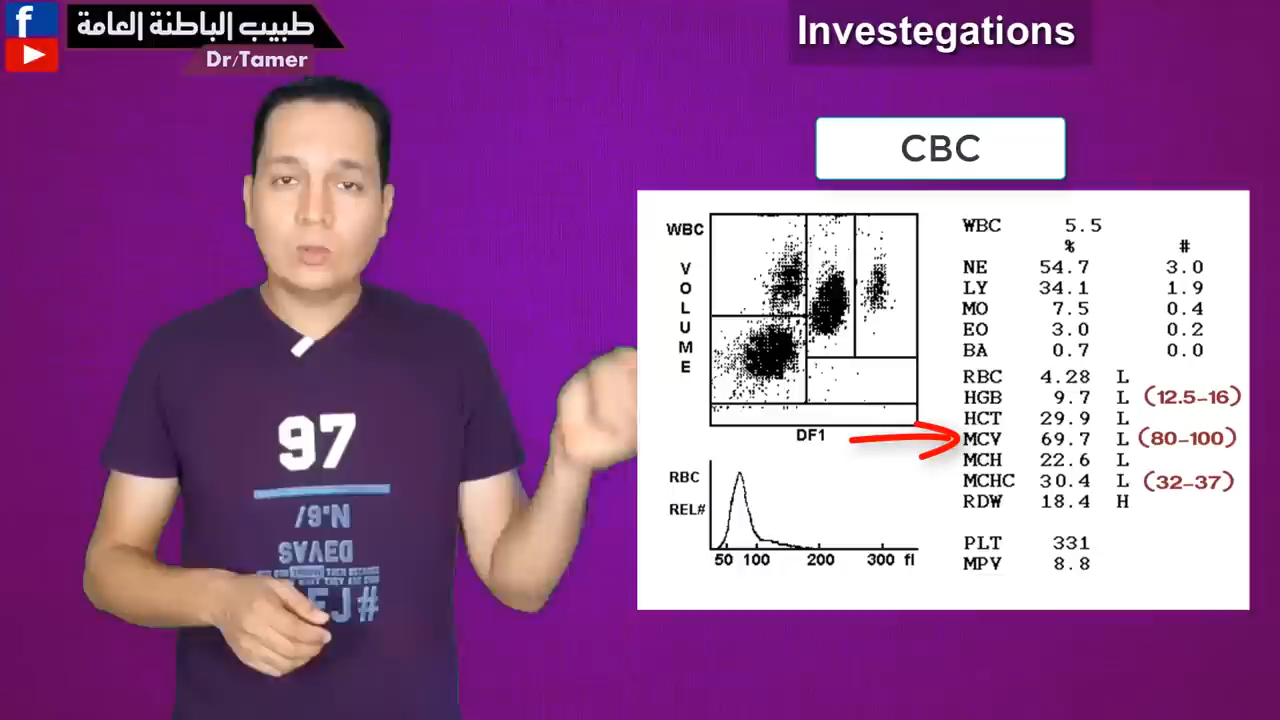 f
طبيب الباطنة العامة
Dr/Tamer
Investegations
CBC
WBC
VOLUME
DF1
RBC
REL#
50 100 200 300 fl
WBC 5.5
% #
NE 54.7 3.0
LY 34.1 1.9
MO 7.5 0.4
EO 3.0 0.2
BA 0.7 0.0
RBC 4.28 L
HGB 9.7 L (12.5-16)
HCT 29.9 L
MCV 69.7 L (80-100)
MCH 22.6 L
MCHC 30.4 L (32-37)
RDW 18.4 H
PLT 331
MPV 8.8
97
/N.9
SAVED
#